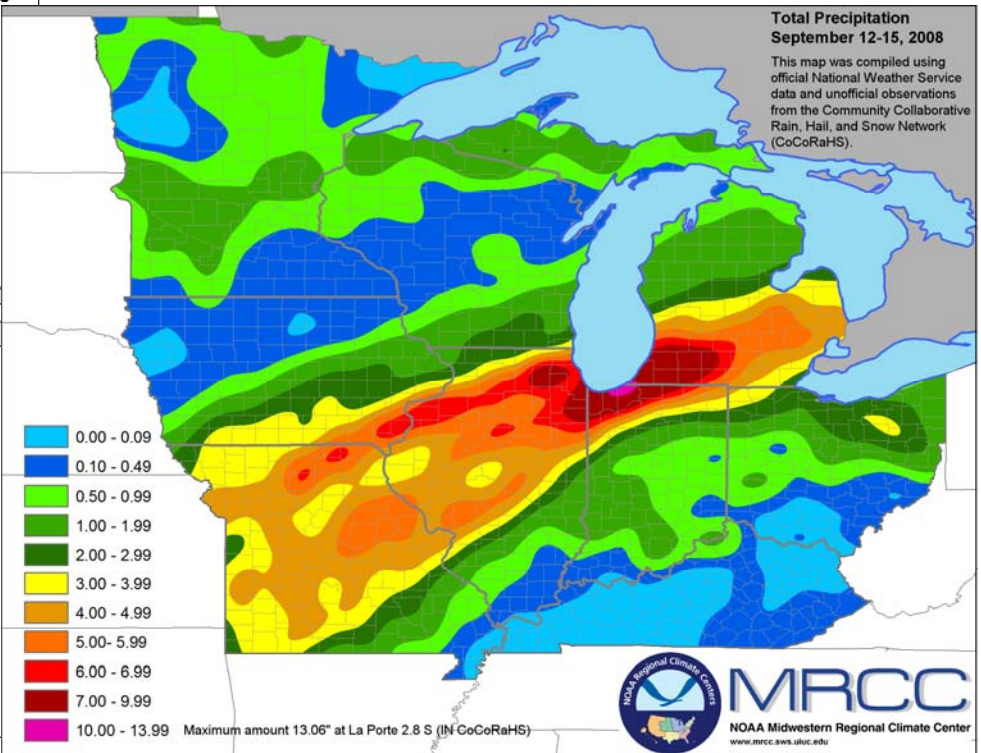 Total Precipitation
September 12-15, 2008
This map was compiled using
official National Weather Service
data and unofficial observations
from the Community Collaborative
Rain, Hail, and Snow Network
(CoCoRaHS).
0.00 - 0.09
0.10 - 0.49
0.50 - 0.99
1.00 - 1.99
2.00 - 2.99
3.00 - 3.99
4.00 - 4.99
5.00- 5.99
6.00 - 6.99
7.00 - 9.99
10.00 - 13.99
Maximum amount 13.06" at La Porte 2.8 S (IN CoCoRaHS)
NOAA Regional Climate Centers
MRCC
NOAA Midwestern Regional Climate Center
www.mrcc.sws.uiuc.edu